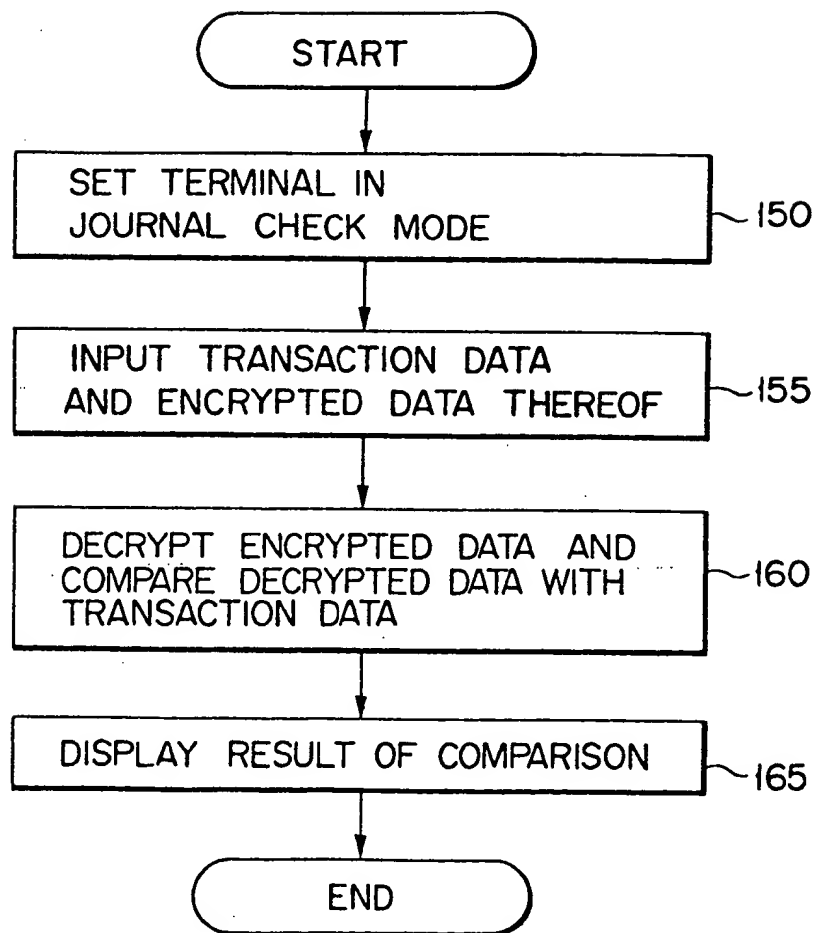 START
SET TERMINAL IN
JOURNAL CHECK MODE
150
INPUT TRANSACTION DATA
AND ENCRYPTED DATA THEREOF
155
DECRYPT ENCRYPTED DATA AND
COMPARE DECRYPTED DATA WITH
TRANSACTION DATA
160
DISPLAY RESULT OF COMPARISON
165
END